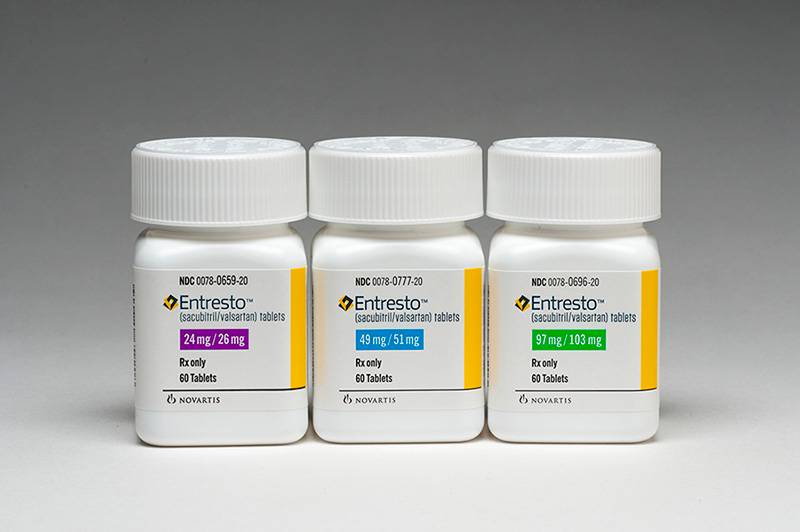 NDC 0078-0659-20
Entresto™
(sacubitril/valsartan) tablets
24 mg / 26 mg
Rx only
60 Tablets
NOVARTIS
NDC 0078-0777-20
Entresto™
(sacubitril/valsartan) tablets
49 mg / 51 mg
Rx only
60 Tablets
NOVARTIS
NDC 0078-0696-20
Entresto™
(sacubitril/valsartan) tablets
97 mg / 103 mg
Rx only
60 Tablets
NOVARTIS